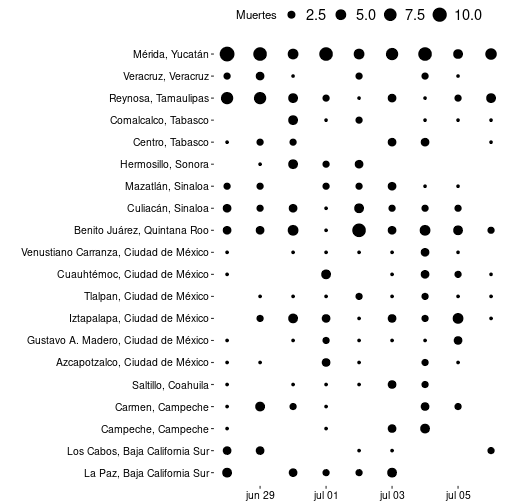 Muertes 2.5 5.0 7.5 10.0
Mérida, Yucatán
Veracruz, Veracruz
Reynosa, Tamaulipas
Comalcalco, Tabasco
Centro, Tabasco
Hermosillo, Sonora
Mazatlán, Sinaloa
Culiacán, Sinaloa
Benito Juárez, Quintana Roo
Venustiano Carranza, Ciudad de México
Cuauhtémoc, Ciudad de México
Tlalpan, Ciudad de México
Iztapalapa, Ciudad de México
Gustavo A. Madero, Ciudad de México
Azcapotzalco, Ciudad de México
Saltillo, Coahuila
Carmen, Campeche
Campeche, Campeche
Los Cabos, Baja California Sur
La Paz, Baja California Sur
jun 29 jul 01 jul 03 jul 05